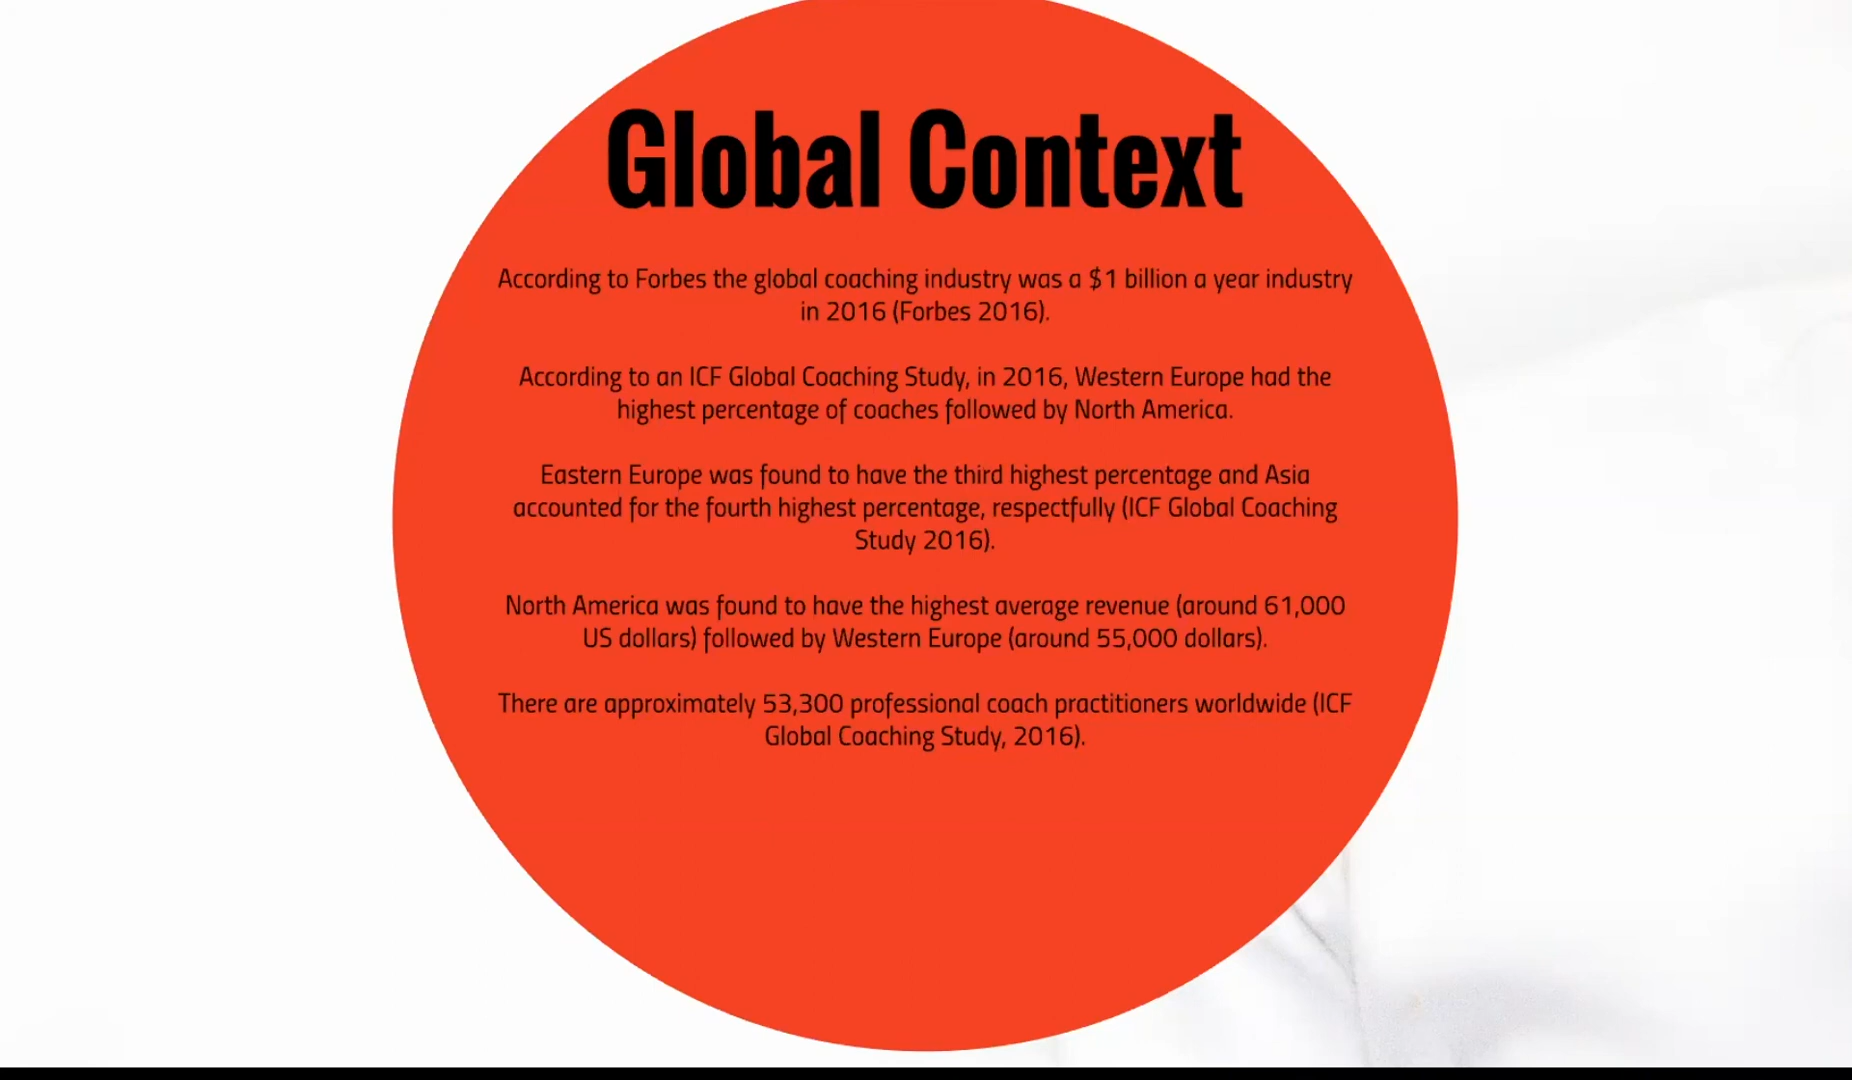 Global Context
According to Forbes the global coaching industry was a $1 billion a year industry
in 2016 (Forbes 2016).
According to an ICF Global Coaching Study, in 2016, Western Europe had the
highest percentage of coaches followed by North America.
Eastern Europe was found to have the third highest percentage and Asia
accounted for the fourth highest percentage, respectfully (ICF Global Coaching
Study 2016).
North America was found to have the highest average revenue (around 61,000
US dollars) followed by Western Europe (around 55,000 dollars).
There are approximately 53,300 professional coach practitioners worldwide (ICF
Global Coaching Study, 2016).